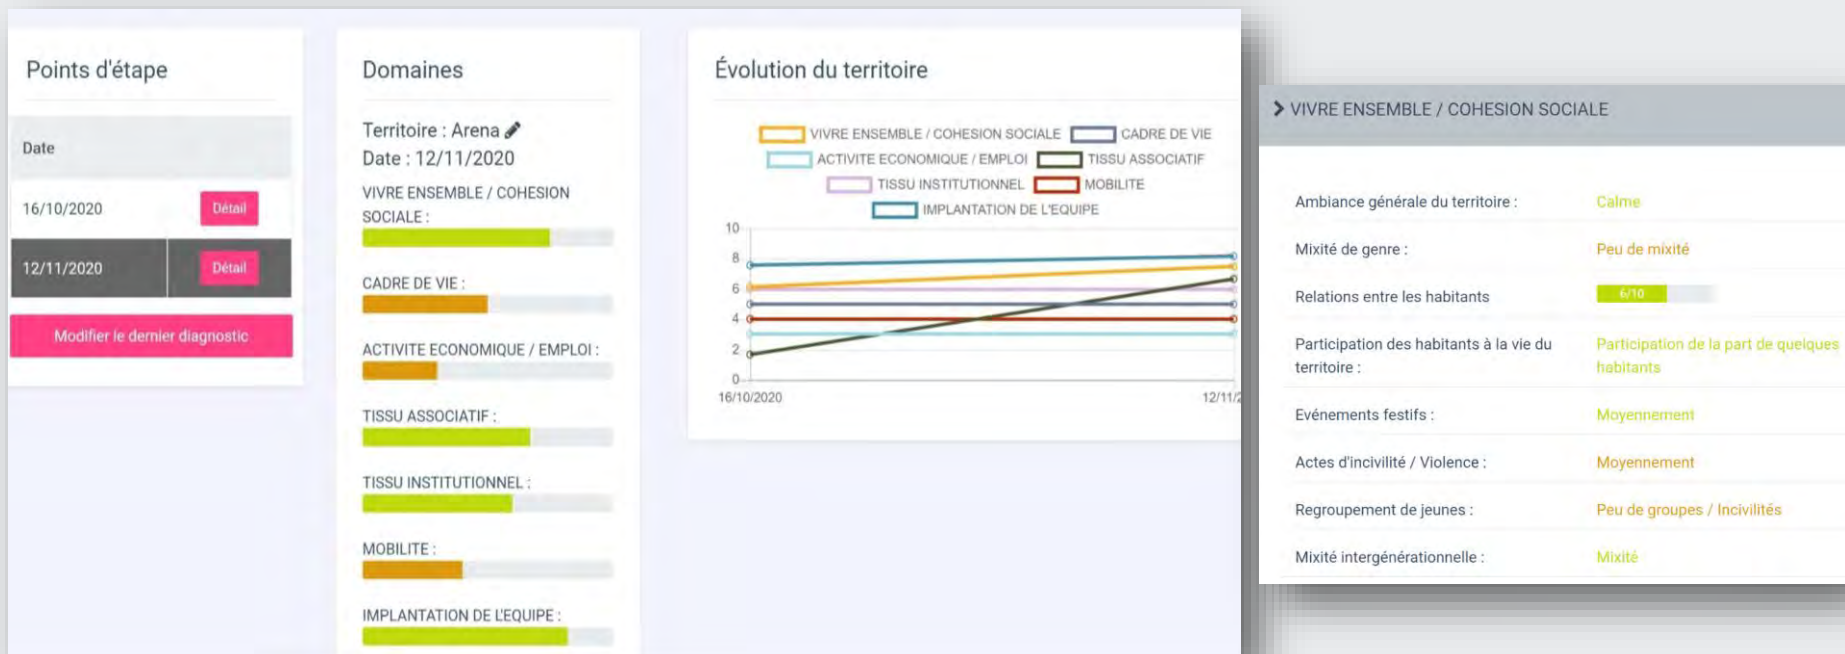 Points d'étape
Date
16/10/2020 Détail
12/11/2020 Détail
Modifier le dernier diagnostic
Domaines
Territoire : Arena
Date : 12/11/2020
VIVRE ENSEMBLE / COHESION
SOCIALE :
CADRE DE VIE :
ACTIVITE ECONOMIQUE / EMPLOI :
TISSU ASSOCIATIF :
TISSU INSTITUTIONNEL :
MOBILITE :
IMPLANTATION DE L'EQUIPE :
Évolution du territoire
VIVRE ENSEMBLE / COHESION SOCIALE CADRE DE VIE
ACTIVITE ECONOMIQUE / EMPLOI TISSU ASSOCIATIF
TISSU INSTITUTIONNEL MOBILITE
IMPLANTATION DE L'EQUIPE
10
8
6
4
2
0
16/10/2020 12/11/2
VIVRE ENSEMBLE / COHESION SOCIALE
Ambiance générale du territoire : Calme
Mixité de genre : Peu de mixité
Relations entre les habitants 6/10
Participation des habitants à la vie du Participation de la part de quelques
territoire : habitants
Evénements festifs : Moyennement
Actes d'incivilité / Violence : Moyennement
Regroupement de jeunes : Peu de groupes / Incivilités
Mixité intergénérationnelle : Mixité